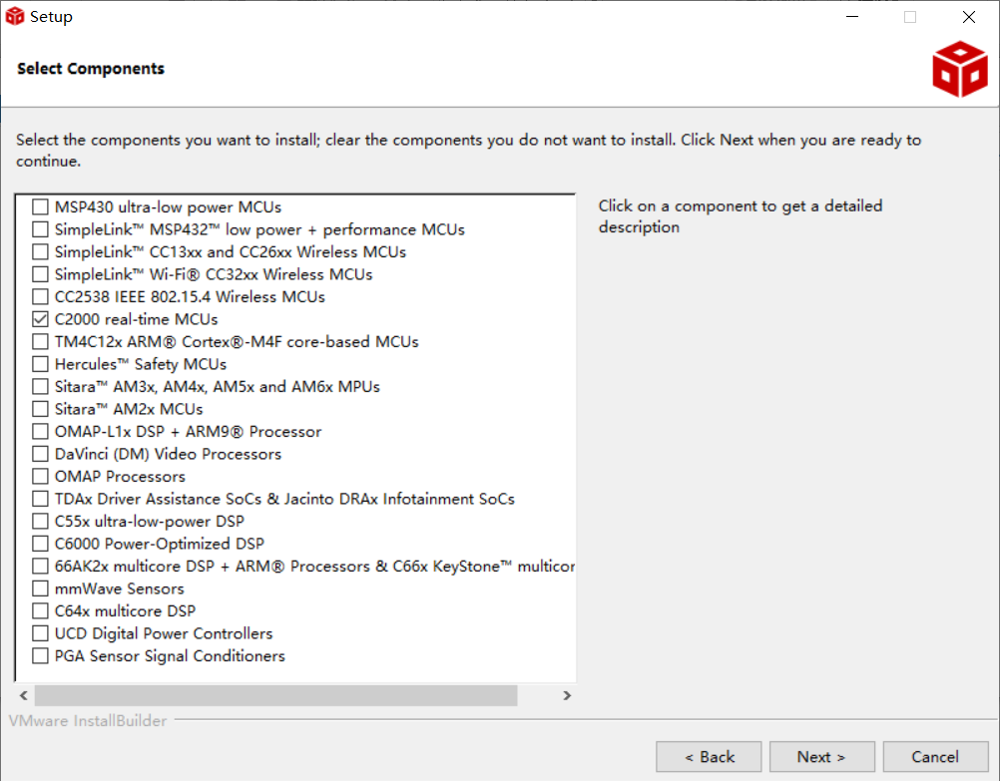 Setup
Select Components
Select the components you want to install; clear the components you do not want to install. Click Next when you are ready to
continue.
MSP430 ultra-low power MCUs
SimpleLink™ MSP432™ low power + performance MCUs
SimpleLink™ CC13xx and CC26xx Wireless MCUs
SimpleLink™ Wi-Fi® CC32xx Wireless MCUs
CC2538 IEEE 802.15.4 Wireless MCUs
C2000 real-time MCUs
TM4C12x ARM® Cortex®-M4F core-based MCUs
Hercules™ Safety MCUs
Sitara™ AM3x, AM4x, AM5x and AM6x MPUs
Sitara™ AM2x MCUs
OMAP-L1x DSP + ARM9® Processor
DaVinci (DM) Video Processors
OMAP Processors
TDAx Driver Assistance SoCs & Jacinto DRAx Infotainment SoCs
C55x ultra-low-power DSP
C6000 Power-Optimized DSP
66AK2x multicore DSP + ARM® Processors & C66x KeyStone™ multicor
mmWave Sensors
C64x multicore DSP
UCD Digital Power Controllers
PGA Sensor Signal Conditioners
Click on a component to get a detailed
description
VMware InstallBuilder
< Back
Next >
Cancel